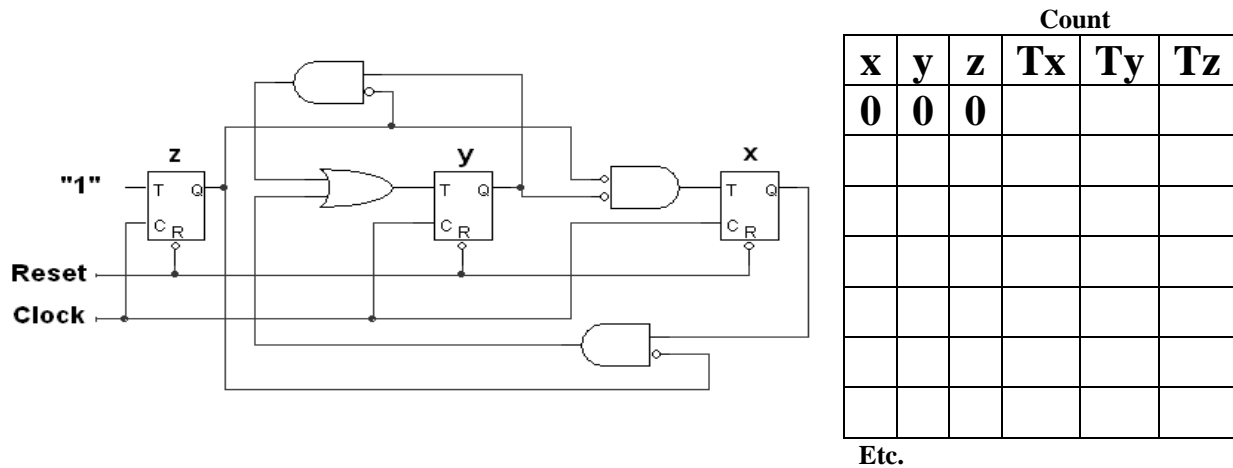 Count
x y z Tx Ty Tz
0 0 0
z y x
"1" T Q T Q T Q
C R C R C R
Reset
Clock
Etc.